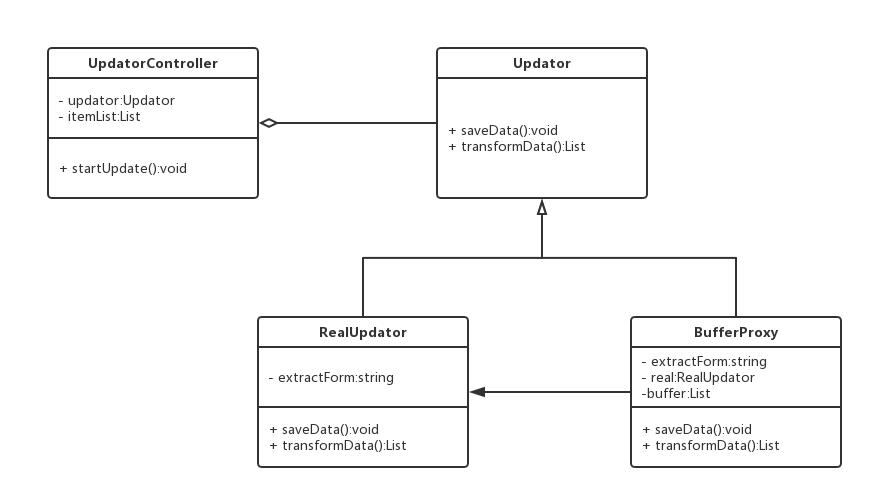 UpdatorController
- updator:Updator
- itemList:List
+ startUpdate():void
Updator
+ saveData():void
+ transformData():List
RealUpdator
- extractForm:string
+ saveData():void
+ transformData():List
BufferProxy
- extractForm:string
- real:RealUpdator
-buffer:List
+ saveData():void
+ transformData():List